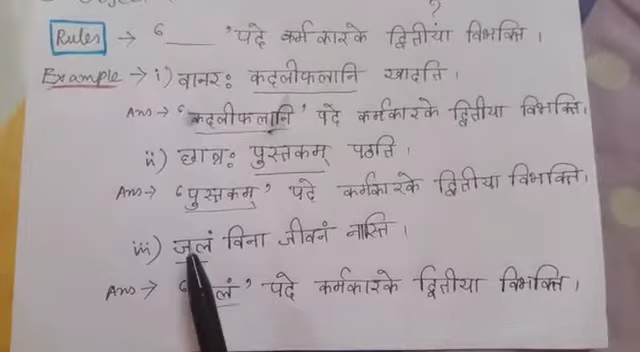 Rules → ‘ ____ ’ पदे कर्मकारके द्वितीया विभक्ति ।
Example → i) वानरः कदलीफलानि खादति ।
Ans → ‘कदलीफलानि’ पदे कर्मकारके द्वितीया विभक्ति ।
ii) छात्रः पुस्तकम् पठति ।
Ans → ‘पुस्तकम्’ पदे कर्मकारके द्वितीया विभक्ति ।
iii) जलं विना जीवनं नास्ति ।
Ans → ‘ लं’ पदे कर्मकारके द्वितीया विभक्ति ।